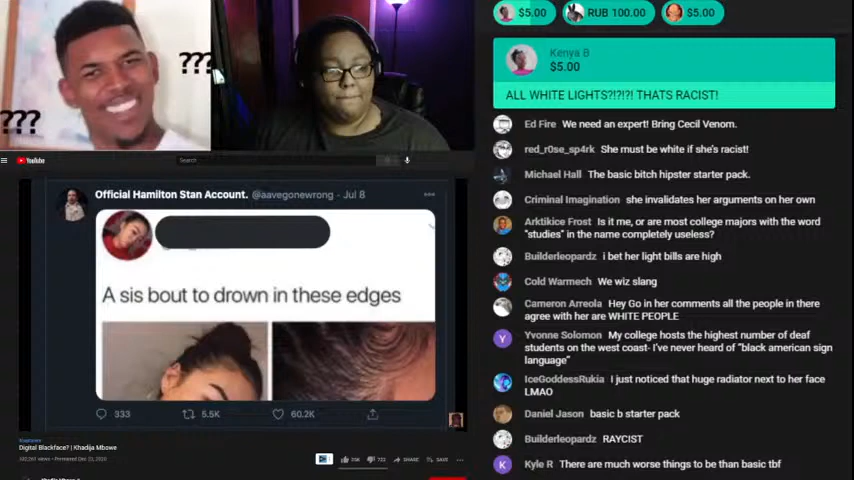 ???
???
YouTube
Search
Official Hamilton Stan Account. @aavegonewrong · Jul 8
A sis bout to drown in these edges
333 5.5K 60.2K
Digital Blackface? | Khadija Mbowe
SHARE SAVE
$5.00 RUB 100.00 $5.00
Kenya B
$5.00
ALL WHITE LIGHTS?!?!?! THATS RACIST!
Ed Fire We need an expert! Bring Cecil Venom.
red_r0se_sp4rk She must be white if she's racist!
Michael Hall The basic bitch hipster starter pack.
Criminal Imagination she invalidates her arguments on her own
Arktikice Frost Is it me, or are most college majors with the word
"studies" in the name completely useless?
Builderleopardz i bet her light bills are high
Cold Warmech We wiz slang
Cameron Arreola Hey Go in her comments all the people in there
agree with her are WHITE PEOPLE
Yvonne Solomon My college hosts the highest number of deaf
students on the west coast- I've never heard of "black american sign
language"
IceGoddessRukia I just noticed that huge radiator next to her face
LMAO
Daniel Jason basic b starter pack
Builderleopardz RAYCIST
Kyle R There are much worse things to be than basic tbf